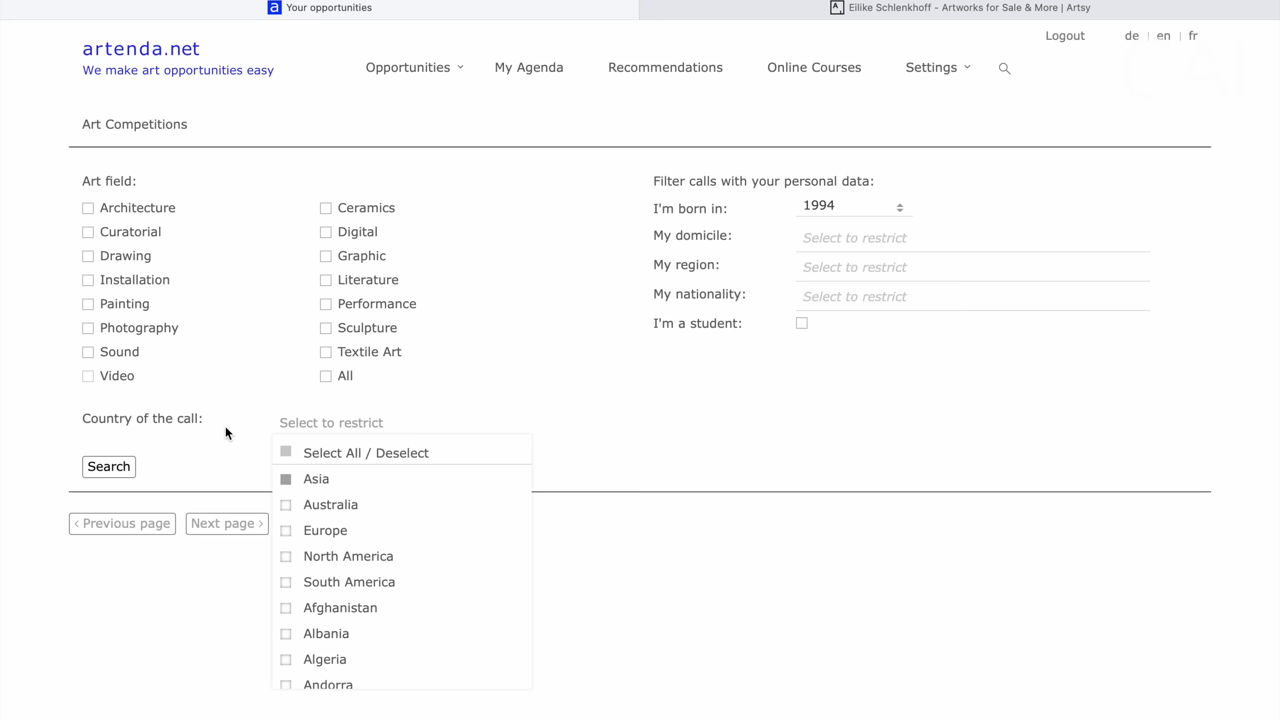 Your opportunities
Eilike Schlenkhoff - Artworks for Sale & More | Artsy
Logout
de | en | fr
artenda.net
We make art opportunities easy
Opportunities
My Agenda
Recommendations
Online Courses
Settings
Art Competitions
Art field:
Architecture
Ceramics
Curatorial
Digital
Drawing
Graphic
Installation
Literature
Painting
Performance
Photography
Sculpture
Sound
Textile Art
Video
All
Filter calls with your personal data:
I'm born in: 1994
My domicile: Select to restrict
My region: Select to restrict
My nationality: Select to restrict
I'm a student:
Country of the call: Select to restrict
Select All / Deselect
Asia
Australia
Europe
North America
South America
Afghanistan
Albania
Algeria
Andorra
Search
‹ Previous page
Next page ›